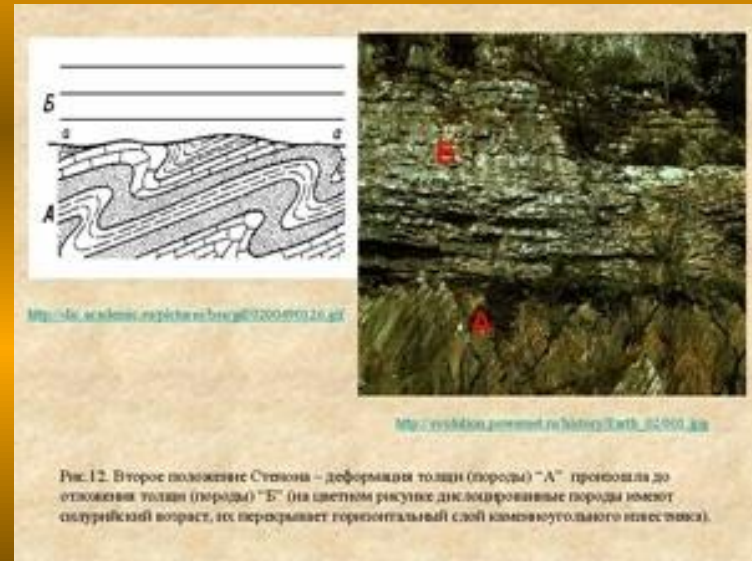 Б
а а
А
Б
А
Рис.12. Второе положение Стенона – деформация толщи (породы) “А” произошла до
отложения толщи (породы) “Б” (на цветном рисунке дислоцированные породы имеют
силурийский возраст, их перекрывает горизонтальный слой каменноугольного известняка).